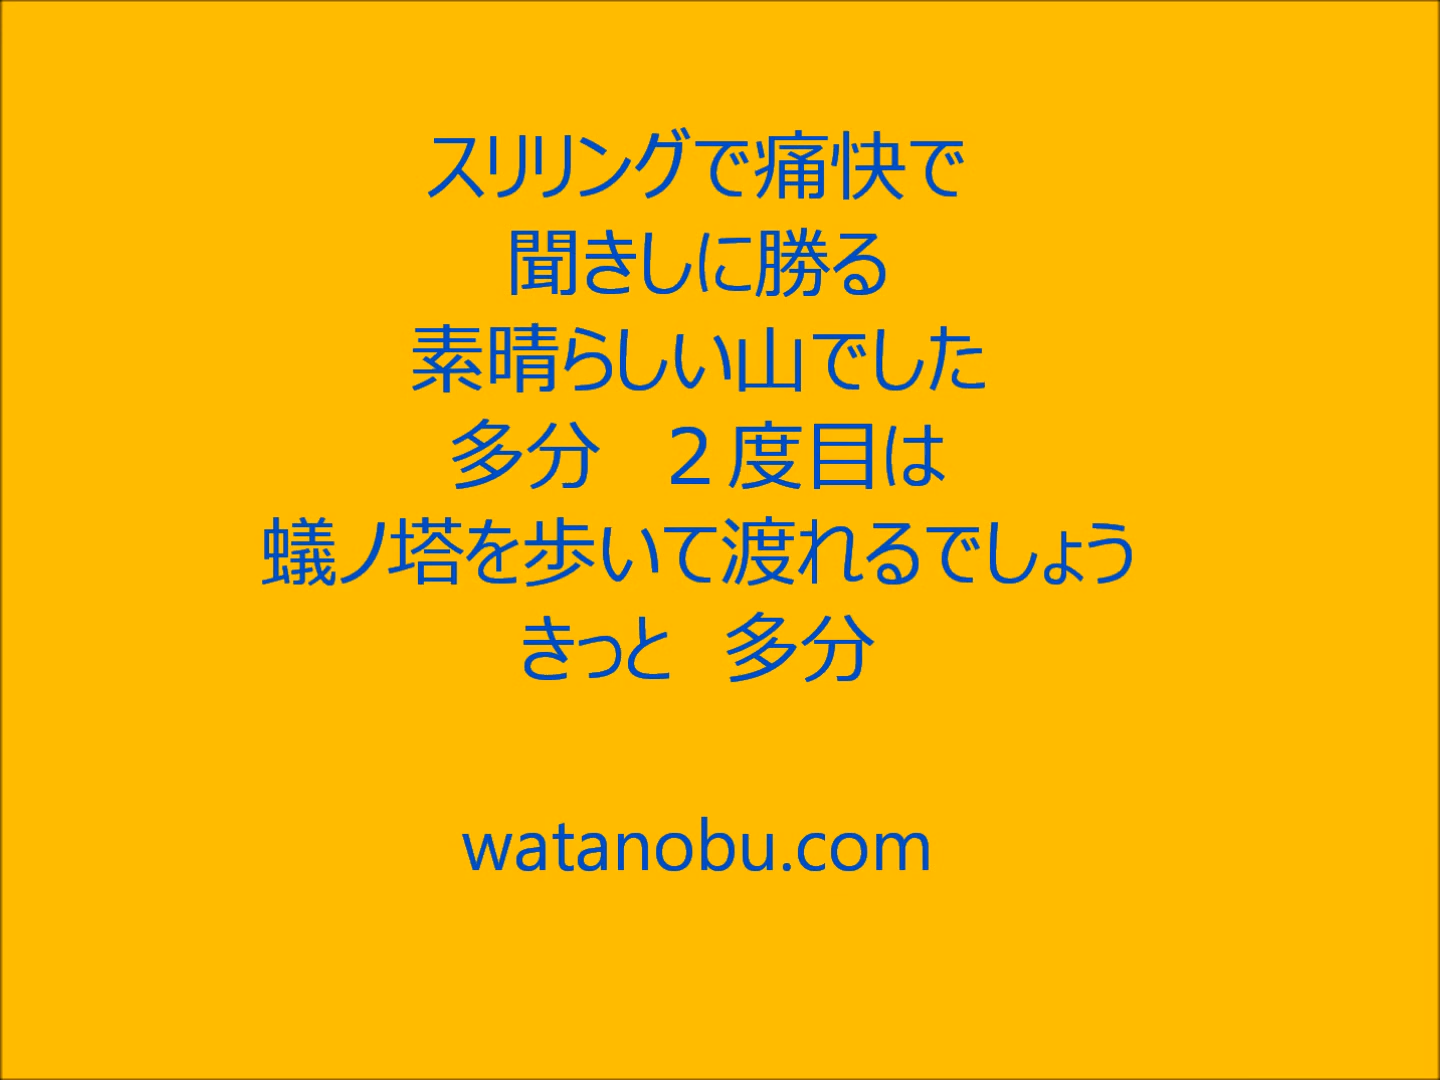 スリリングで痛快で
聞きしに勝る
素晴らしい山でした
多分　２度目は
蟻ノ塔を歩いて渡れるでしょう
きっと　多分
watanobu.com